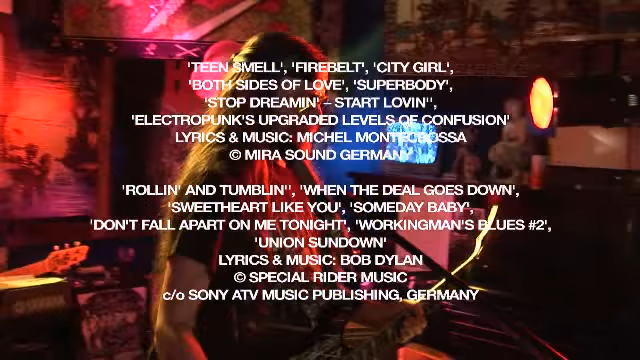 'TEEN SMELL', 'FIREBELT', 'CITY GIRL',
'BOTH SIDES OF LOVE', 'SUPERBODY',
'STOP DREAMIN' – START LOVIN'',
'ELECTROPUNK'S UPGRADED LEVELS OF CONFUSION'
LYRICS & MUSIC: MICHEL MONTECROSSA
© MIRA SOUND GERMANY
'ROLLIN' AND TUMBLIN'', 'WHEN THE DEAL GOES DOWN',
'SWEETHEART LIKE YOU', 'SOMEDAY BABY',
'DON'T FALL APART ON ME TONIGHT', 'WORKINGMAN'S BLUES #2',
'UNION SUNDOWN'
LYRICS & MUSIC: BOB DYLAN
© SPECIAL RIDER MUSIC
c/o SONY ATV MUSIC PUBLISHING, GERMANY